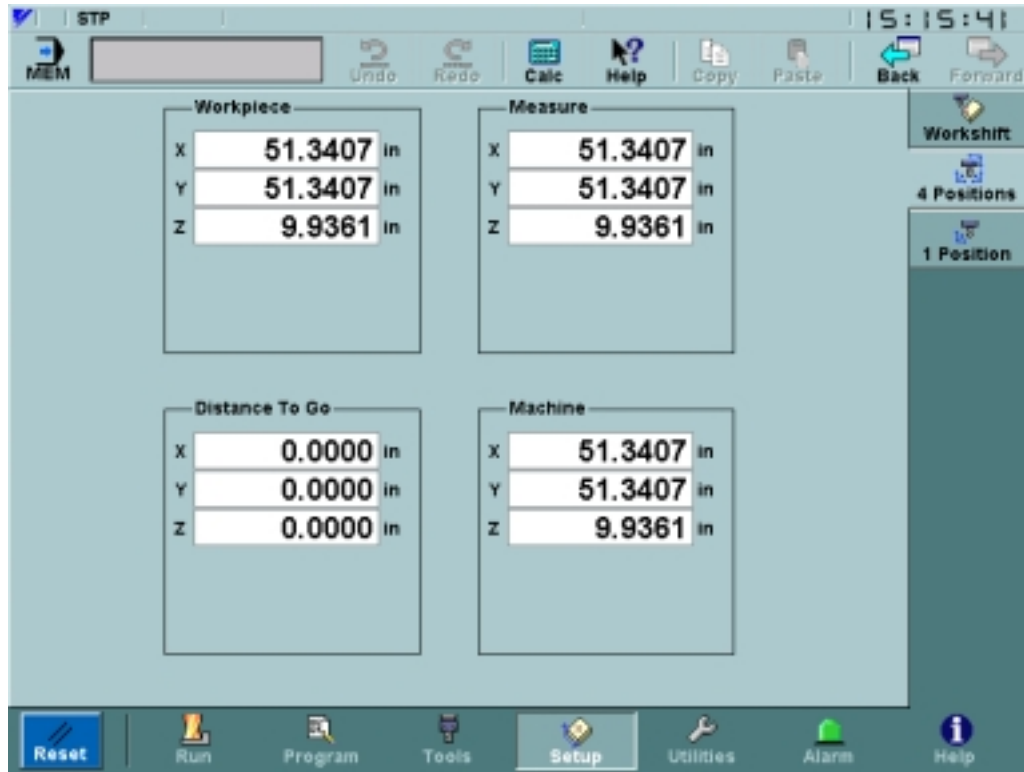 STP 15:15:41
MEM Undo Redo Calc Help Copy Paste Back Forward
Workpiece
X 51.3407 in
Y 51.3407 in
Z 9.9361 in
Measure
X 51.3407 in
Y 51.3407 in
Z 9.9361 in
Distance To Go
X 0.0000 in
Y 0.0000 in
Z 0.0000 in
Machine
X 51.3407 in
Y 51.3407 in
Z 9.9361 in
Workshift
4 Positions
1 Position
Reset Run Program Tools Setup Utilities Alarm Help